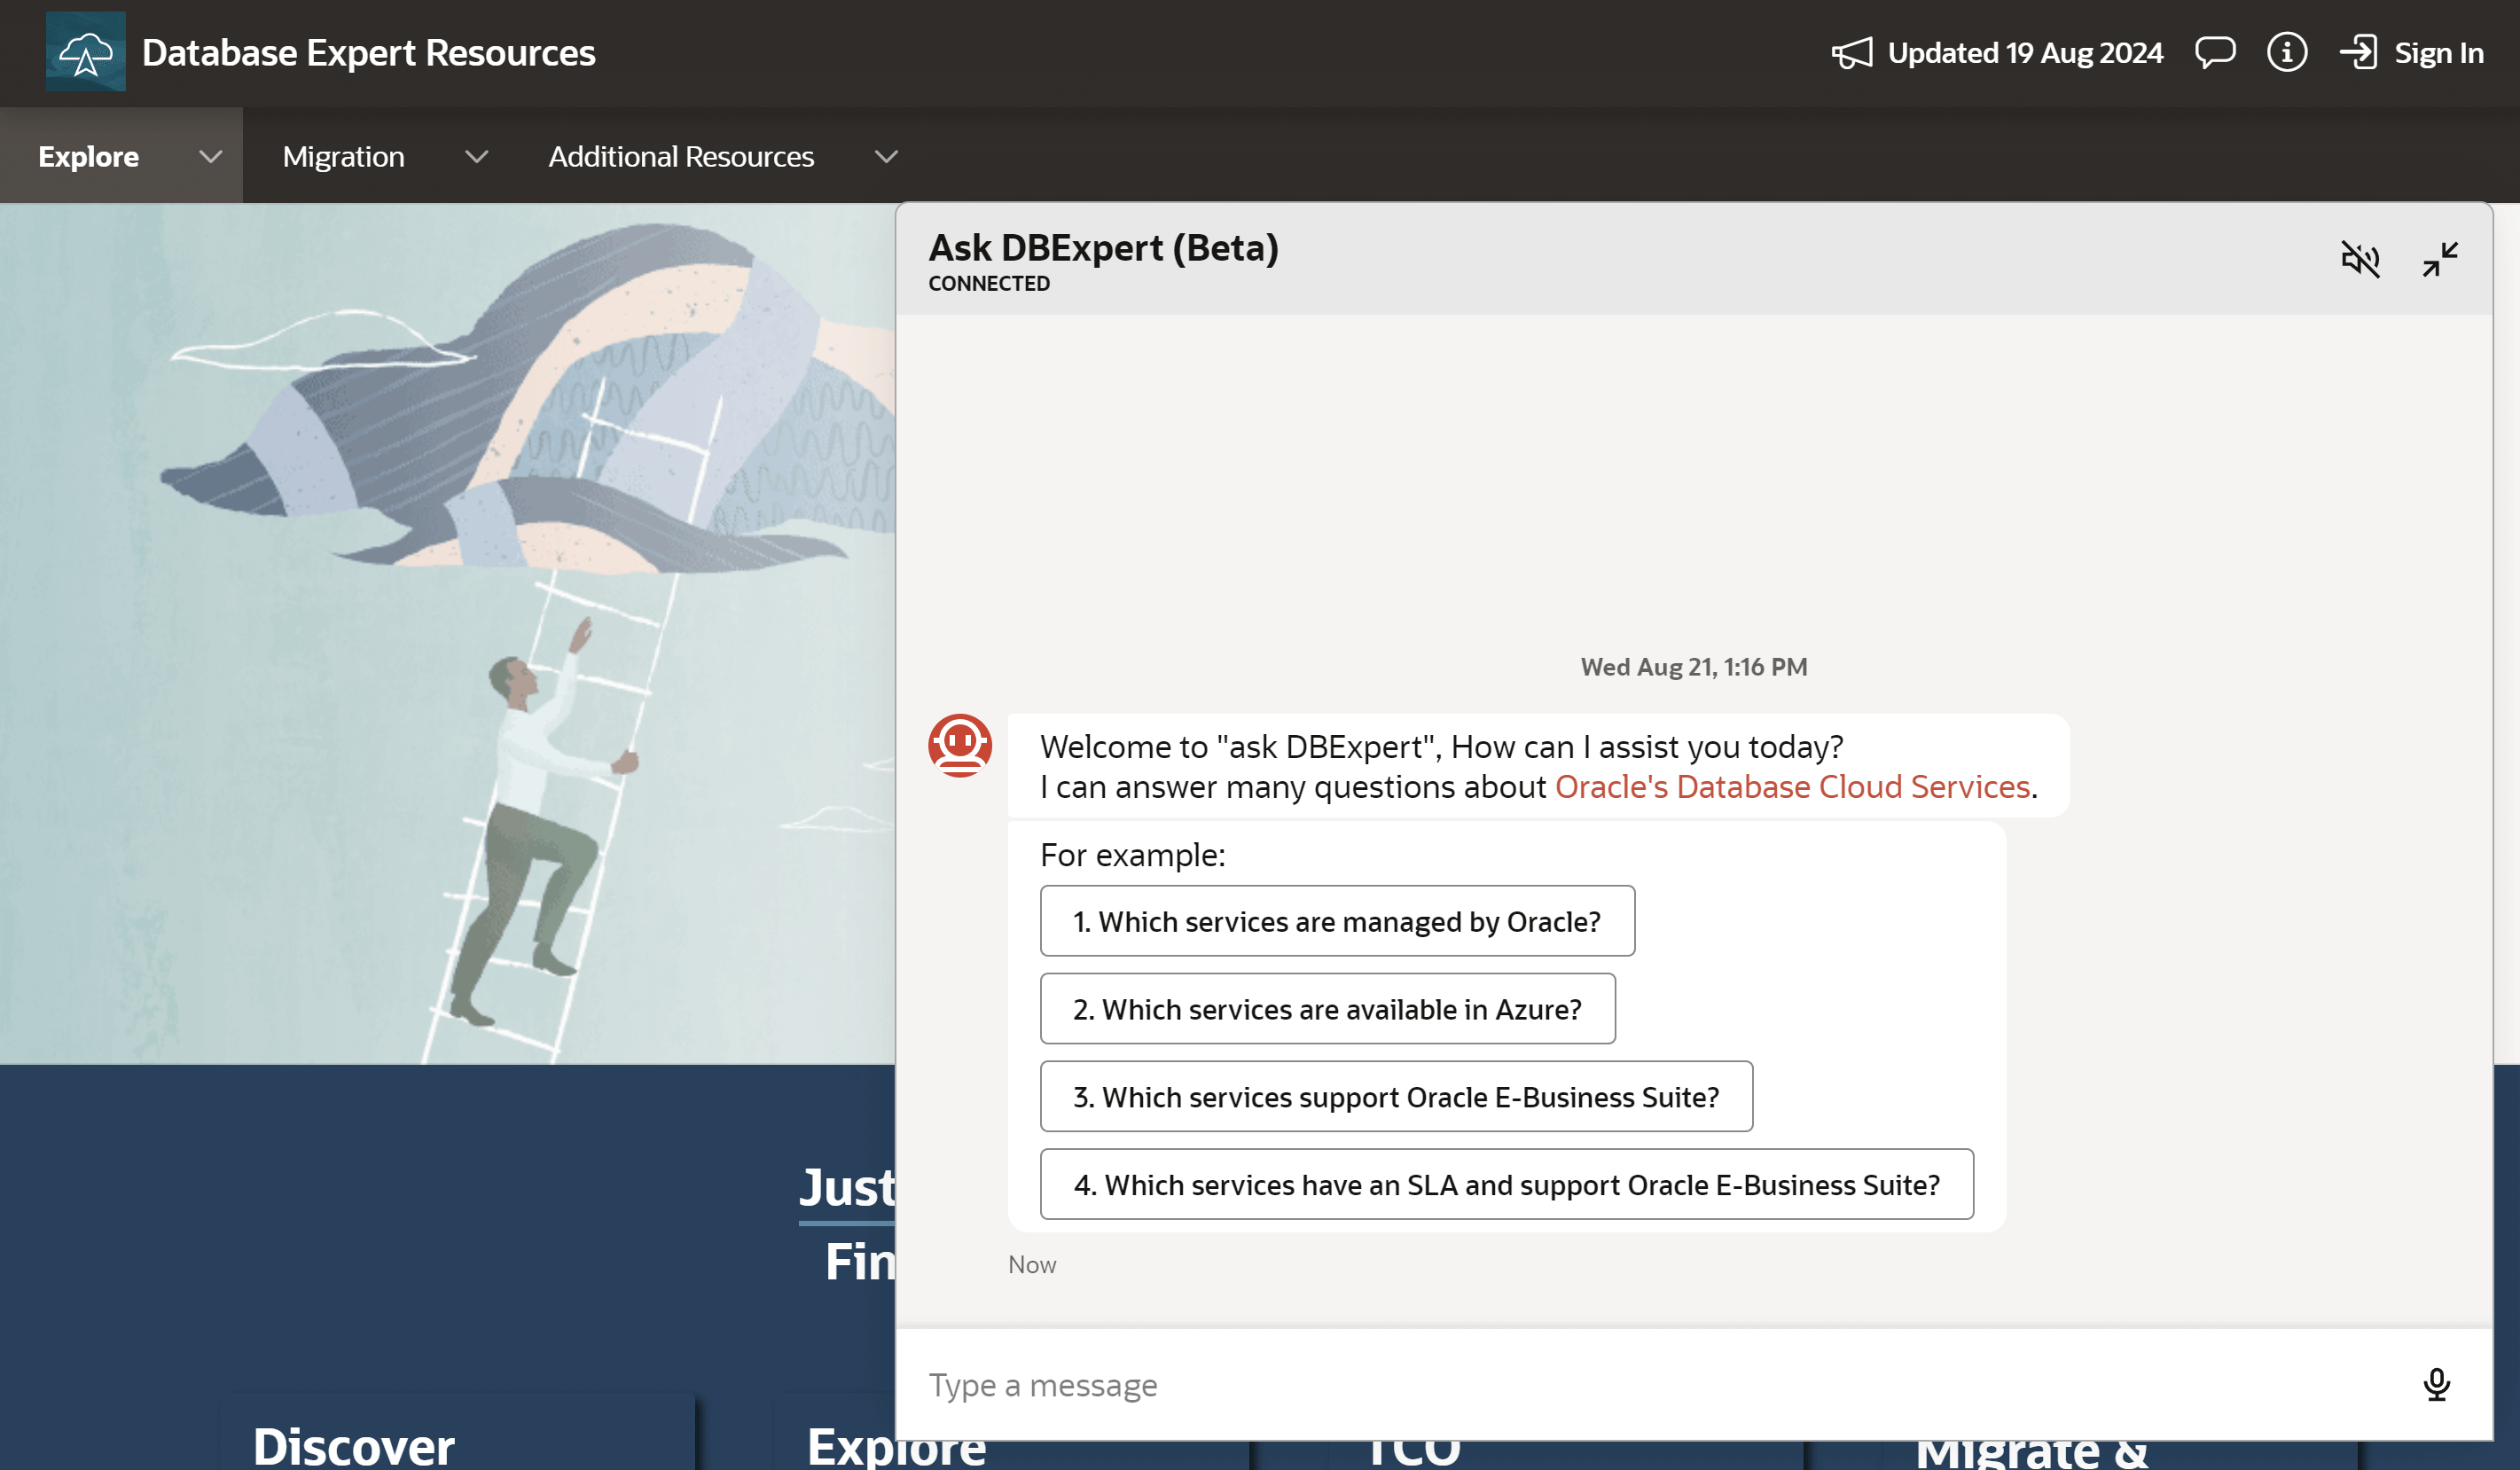 Database Expert Resources
Updated 19 Aug 2024
Sign In
Explore
Migration
Additional Resources
Ask DBExpert (Beta)
CONNECTED
Wed Aug 21, 1:16 PM
Welcome to "ask DBExpert", How can I assist you today?
I can answer many questions about Oracle's Database Cloud Services.
For example:
1. Which services are managed by Oracle?
2. Which services are available in Azure?
3. Which services support Oracle E-Business Suite?
4. Which services have an SLA and support Oracle E-Business Suite?
Now
Type a message
Just
Fin
Discover
Explore
TCO
Migrate &